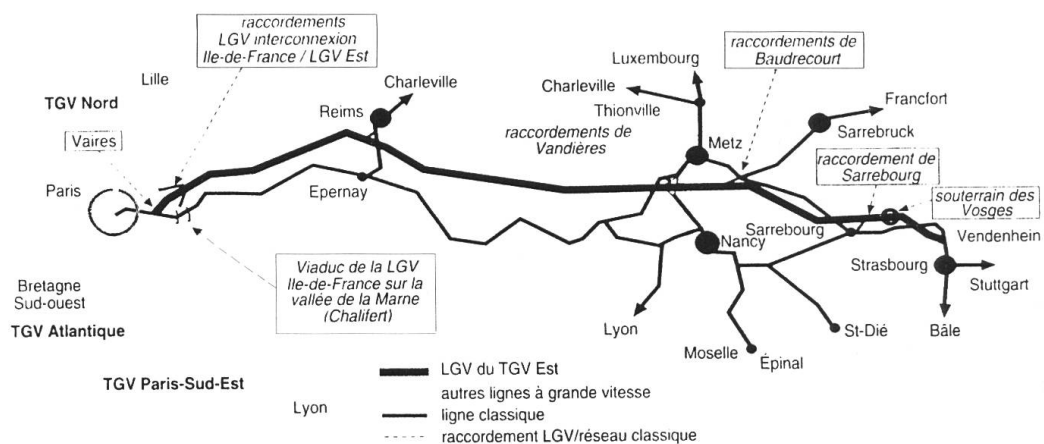 raccordements
LGV interconnexion
Ile-de-France / LGV Est
Lille
TGV Nord
Vaires
Paris
Reims
Charleville
Epernay
Luxembourg
Charleville
Thionville
raccordements de
Vandières
Metz
raccordements de
Baudrecourt
Francfort
Sarrebruck
raccordement de
Sarrebourg
souterrain des
Vosges
Sarrebourg
Vendenhein
Nancy
Strasbourg
Stuttgart
Bretagne
Sud-ouest
TGV Atlantique
Viaduc de la LGV
Ile-de-France sur la
vallée de la Marne
(Chalifert)
Lyon
Moselle
Épinal
St-Dié
Bâle
TGV Paris-Sud-Est
Lyon
LGV du TGV Est
autres lignes à grande vitesse
ligne classique
raccordement LGV/réseau classique